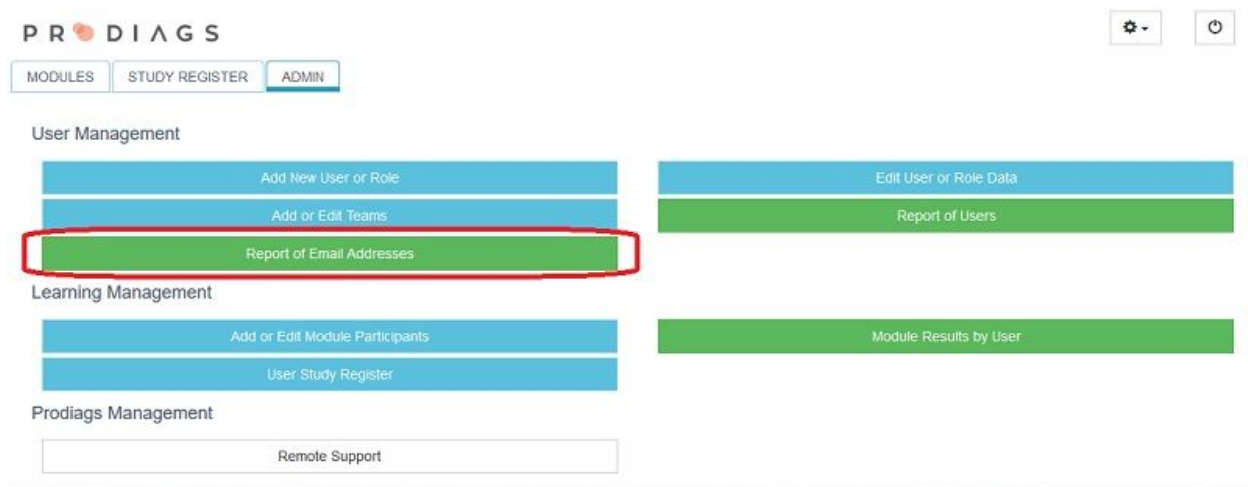 PRODIAGS
MODULES STUDY REGISTER ADMIN
User Management
Add New User or Role Edit User or Role Data
Add or Edit Teams Report of Users
Report of Email Addresses
Learning Management
Add or Edit Module Participants Module Results by User
User Study Register
Prodiags Management
Remote Support